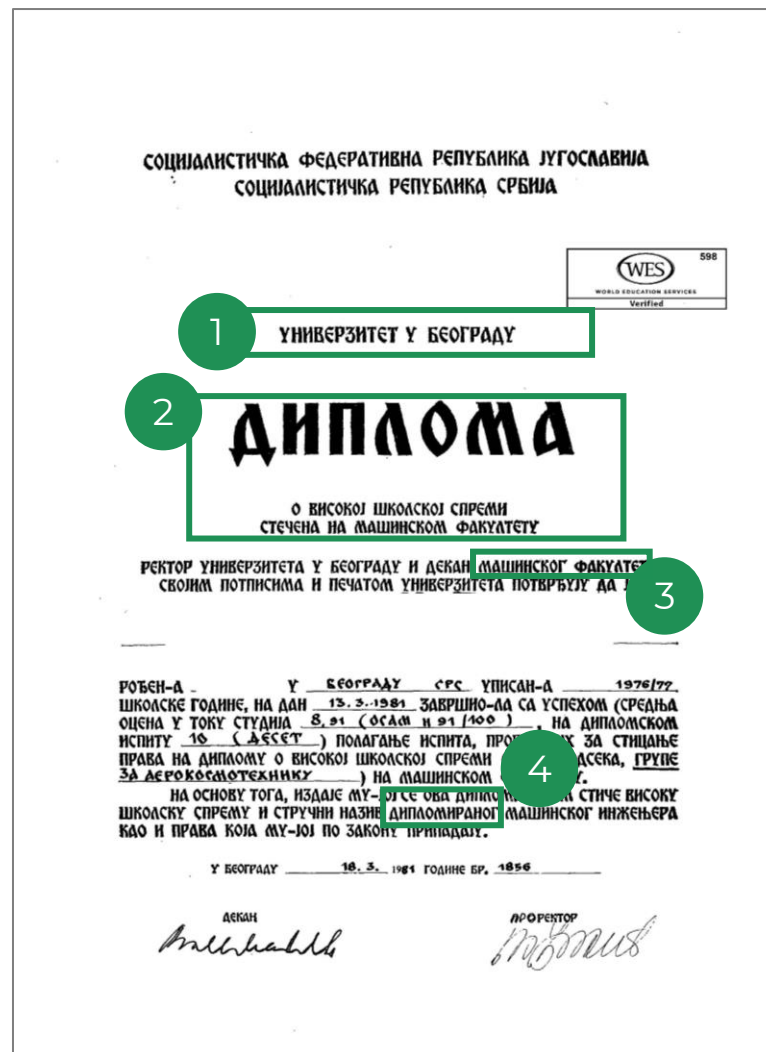 СОЦИЈАЛИСТИЧКА ФЕДЕРАТИВНА РЕПУБЛИКА ЈУГОСЛАВИЈА
СОЦИЈАЛИСТИЧКА РЕПУБЛИКА СРБИЈА
WES 598
WORLD EDUCATION SERVICES
Verified
1 УНИВЕРЗИТЕТ У БЕОГРАДУ
2 ДИПЛОМА
О ВИСОКОЈ ШКОЛСКОЈ СПРЕМИ
СТЕЧЕНА НА МАШИНСКОМ ФАКУЛТЕТУ
РЕКТОР УНИВЕРЗИТЕТА У БЕОГРАДУ И ДЕКАН МАШИНСКОГ
СВОЈИМ ПОТПИСИМА И ПЕЧАТОМ УНИВЕРЗИТЕТА ПОТВРЂУЈУ ДА 3
РОЂЕН-А У БЕОГРАДУ СРС УПИСАН-А 1976/77
ШКОЛСКЕ ГОДИНЕ, НА ДАН 13.3.1981 ЗАВРШИО-ЛА СА УСПЕХОМ (СРЕДЊА
ОЦЕНА У ТОКУ СТУДИЈА 8,91 (ОСАМ И 91/100), НА ДИПЛОМСКОМ
ИСПИТУ 10 (ДЕСЕТ) ПОЛАГАЊЕ ИСПИТА, ЗА СТИЦАЊЕ
ПРАВА НА ДИПЛОМУ О ВИСОКОЈ ШКОЛСКОЈ СПРЕМИ 4 ГРУПЕ
ЗА АЕРОКОСМОТЕХНИКУ) НА МАШИНСКОМ
НА ОСНОВУ ТОГА, ИЗДАЈЕ МУ-ЈОЈ СЕ ОВА СТИЧЕ ВИСОКУ
ШКОЛСКУ СПРЕМУ И СТРУЧНИ НАЗИВ ДИПЛОМИРАНОГ МАШИНСКОГ ИНЖЕЊЕРА
КАО И ПРАВА КОЈА МУ-ЈОЈ ПО ЗАКОНУ ПРИПАДАЈУ.
У БЕОГРАДУ 18. 3. 1981 ГОДИНЕ БР. 1856
ДЕКАН ПРОРЕКТОР